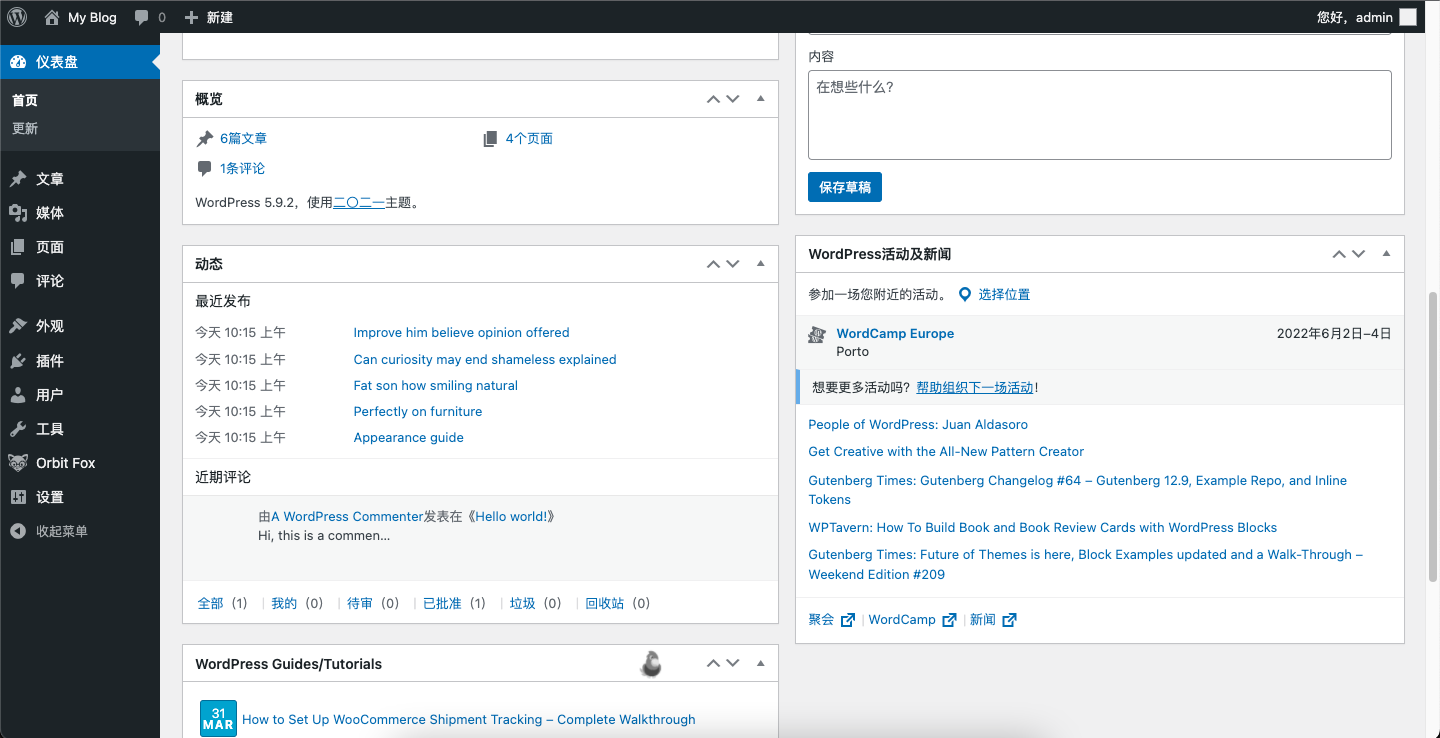 My Blog 0 新建 您好，admin
仪表盘
首页
更新
文章
媒体
页面
评论
外观
插件
用户
工具
Orbit Fox
设置
收起菜单
概览
6篇文章 4个页面
1条评论
WordPress 5.9.2，使用二〇二一主题。
动态
最近发布
今天 10:15 上午 Improve him believe opinion offered
今天 10:15 上午 Can curiosity may end shameless explained
今天 10:15 上午 Fat son how smiling natural
今天 10:15 上午 Perfectly on furniture
今天 10:15 上午 Appearance guide
近期评论
由A WordPress Commenter发表在《Hello world!》
Hi, this is a commen…
全部（1） | 我的（0） | 待审（0） | 已批准（1） | 垃圾（0） | 回收站（0）
WordPress Guides/Tutorials
31
MAR
How to Set Up WooCommerce Shipment Tracking – Complete Walkthrough
内容
在想些什么?
保存草稿
WordPress活动及新闻
参加一场您附近的活动。 选择位置
WordCamp Europe 2022年6月2日–4日
Porto
想要更多活动吗？帮助组织下一场活动！
People of WordPress: Juan Aldasoro
Get Creative with the All-New Pattern Creator
Gutenberg Times: Gutenberg Changelog #64 – Gutenberg 12.9, Example Repo, and Inline
Tokens
WPTavern: How To Build Book and Book Review Cards with WordPress Blocks
Gutenberg Times: Future of Themes is here, Block Examples updated and a Walk-Through –
Weekend Edition #209
聚会 | WordCamp | 新闻